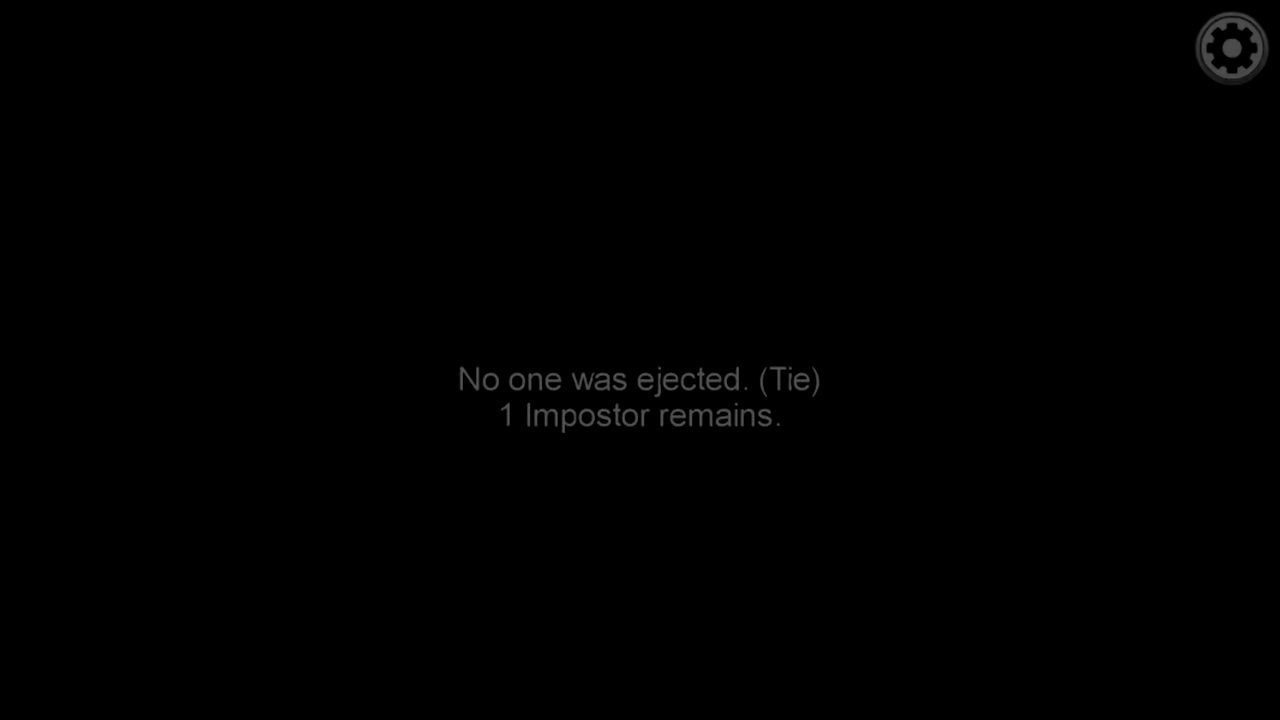 No one was ejected. (Tie)
1 Impostor remains.